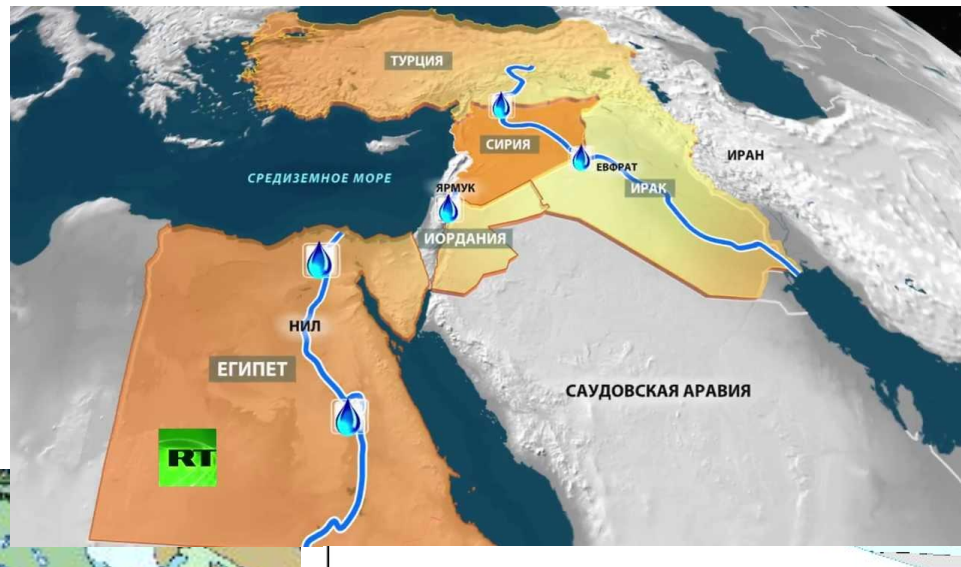 ТУРЦИЯ
СИРИЯ
ИРАН
ЕВФРАТ
СРЕДИЗЕМНОЕ МОРЕ
ЯРМУК
ИРАК
ИОРДАНИЯ
НИЛ
ЕГИПЕТ
САУДОВСКАЯ АРАВИЯ
RT